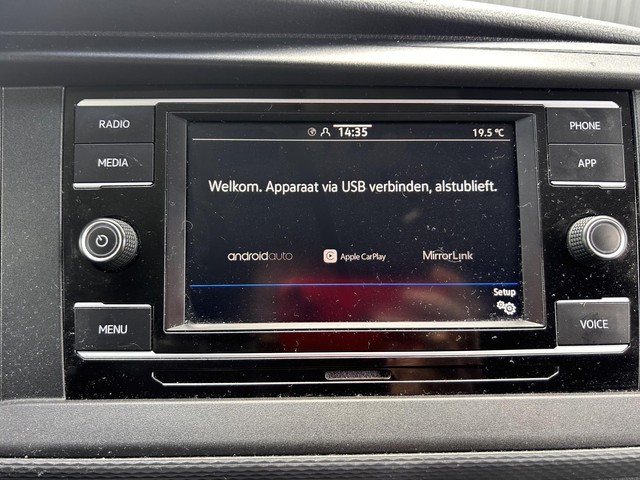 RADIO
MEDIA
MENU
14:35
19.5 °C
Welkom. Apparaat via USB verbinden, alstublieft.
androidauto
Apple CarPlay
MirrorLink
Setup
PHONE
APP
VOICE